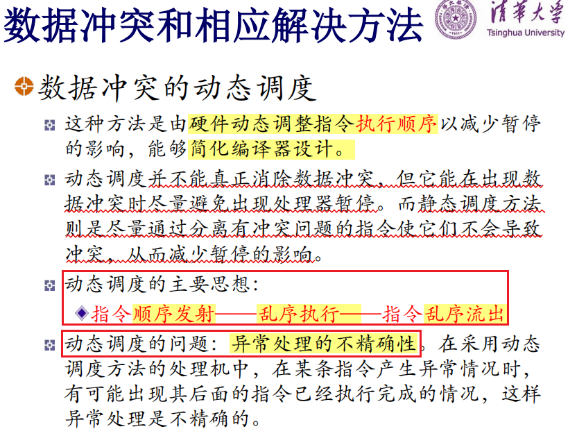 数据冲突和相应解决方法
清华大学
Tsinghua University
数据冲突的动态调度
这种方法是由硬件动态调整指令执行顺序以减少暂停
的影响，能够简化编译器设计。
动态调度并不能真正消除数据冲突，但它能在出现数
据冲突时尽量避免出现处理器暂停。而静态调度方法
则是尽量通过分离有冲突问题的指令使它们不会导致
冲突，从而减少暂停的影响。
动态调度的主要思想：
指令顺序发射——乱序执行——指令乱序流出
动态调度的问题：异常处理的不精确性。在采用动态
调度方法的处理机中，在某条指令产生异常情况时，
有可能出现其后面的指令已经执行完成的情况，这样
异常处理是不精确的。